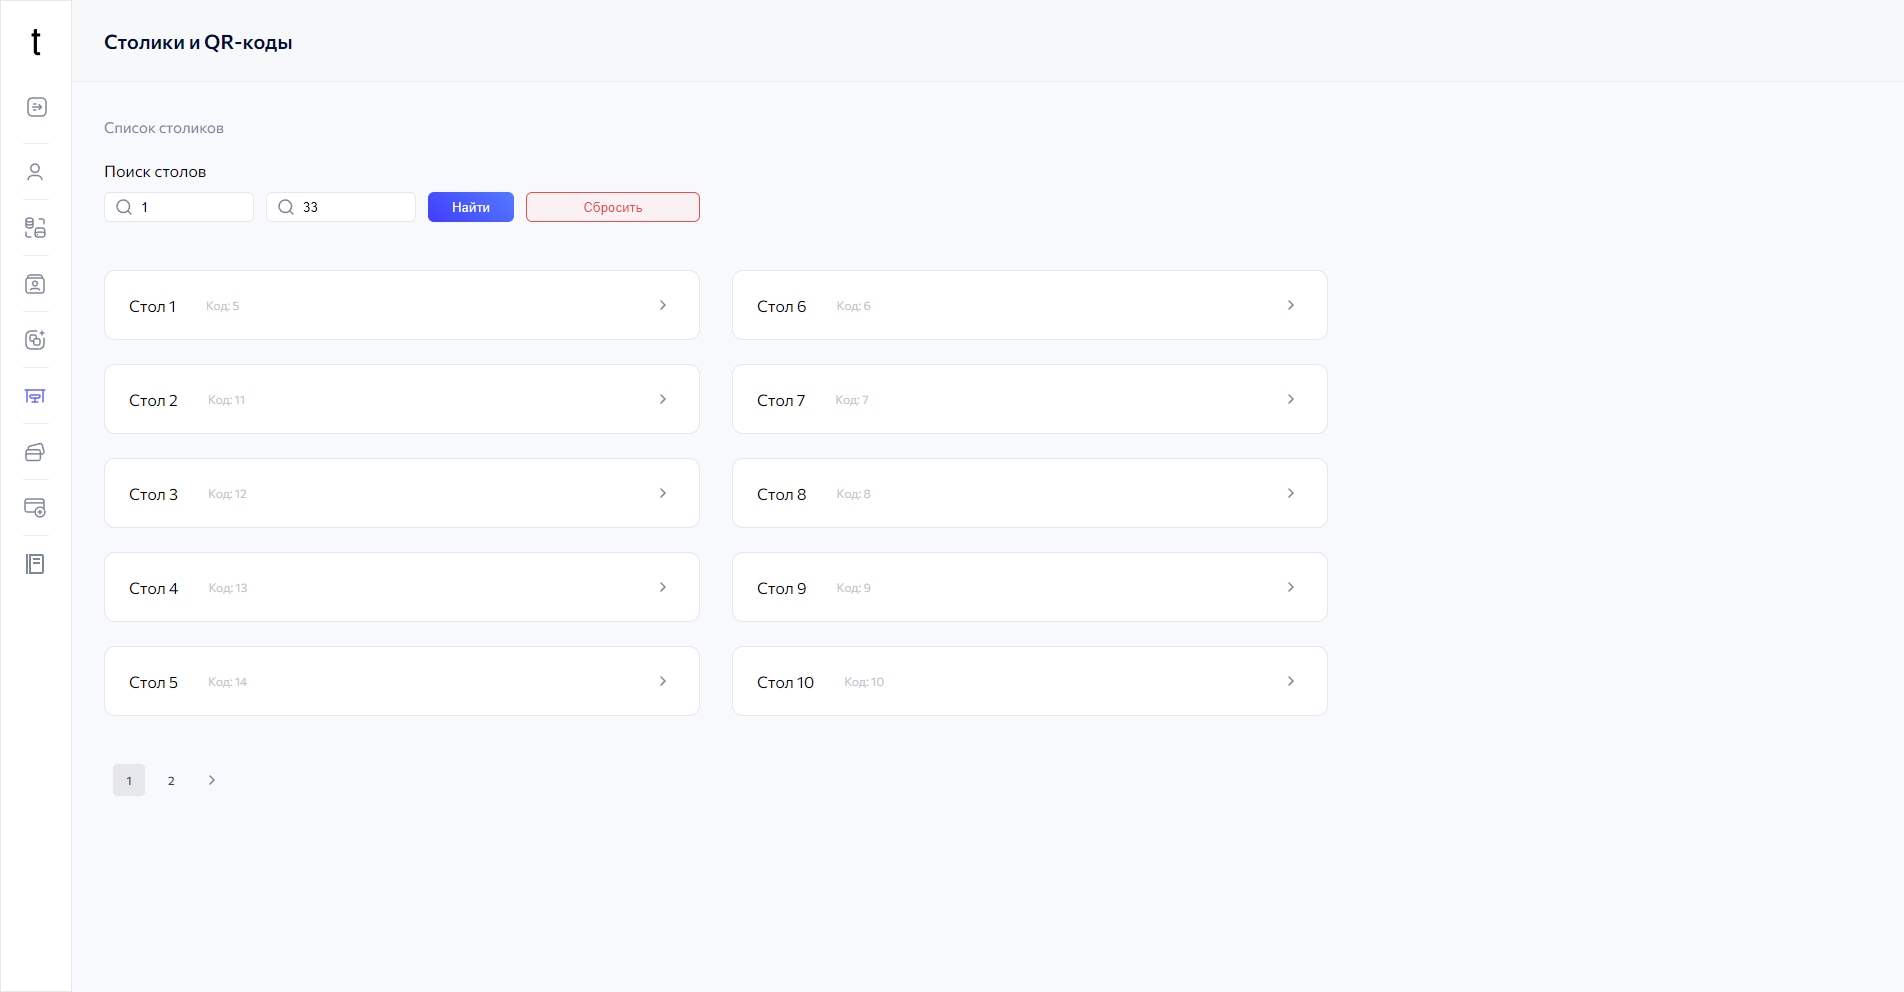 t
Столики и QR-коды
Список столиков
Поиск столов
1
33
Найти
Сбросить
Стол 1 Код: 5
Стол 6 Код: 6
Стол 2 Код: 11
Стол 7 Код: 7
Стол 3 Код: 12
Стол 8 Код: 8
Стол 4 Код: 13
Стол 9 Код: 9
Стол 5 Код: 14
Стол 10 Код: 10
1 2